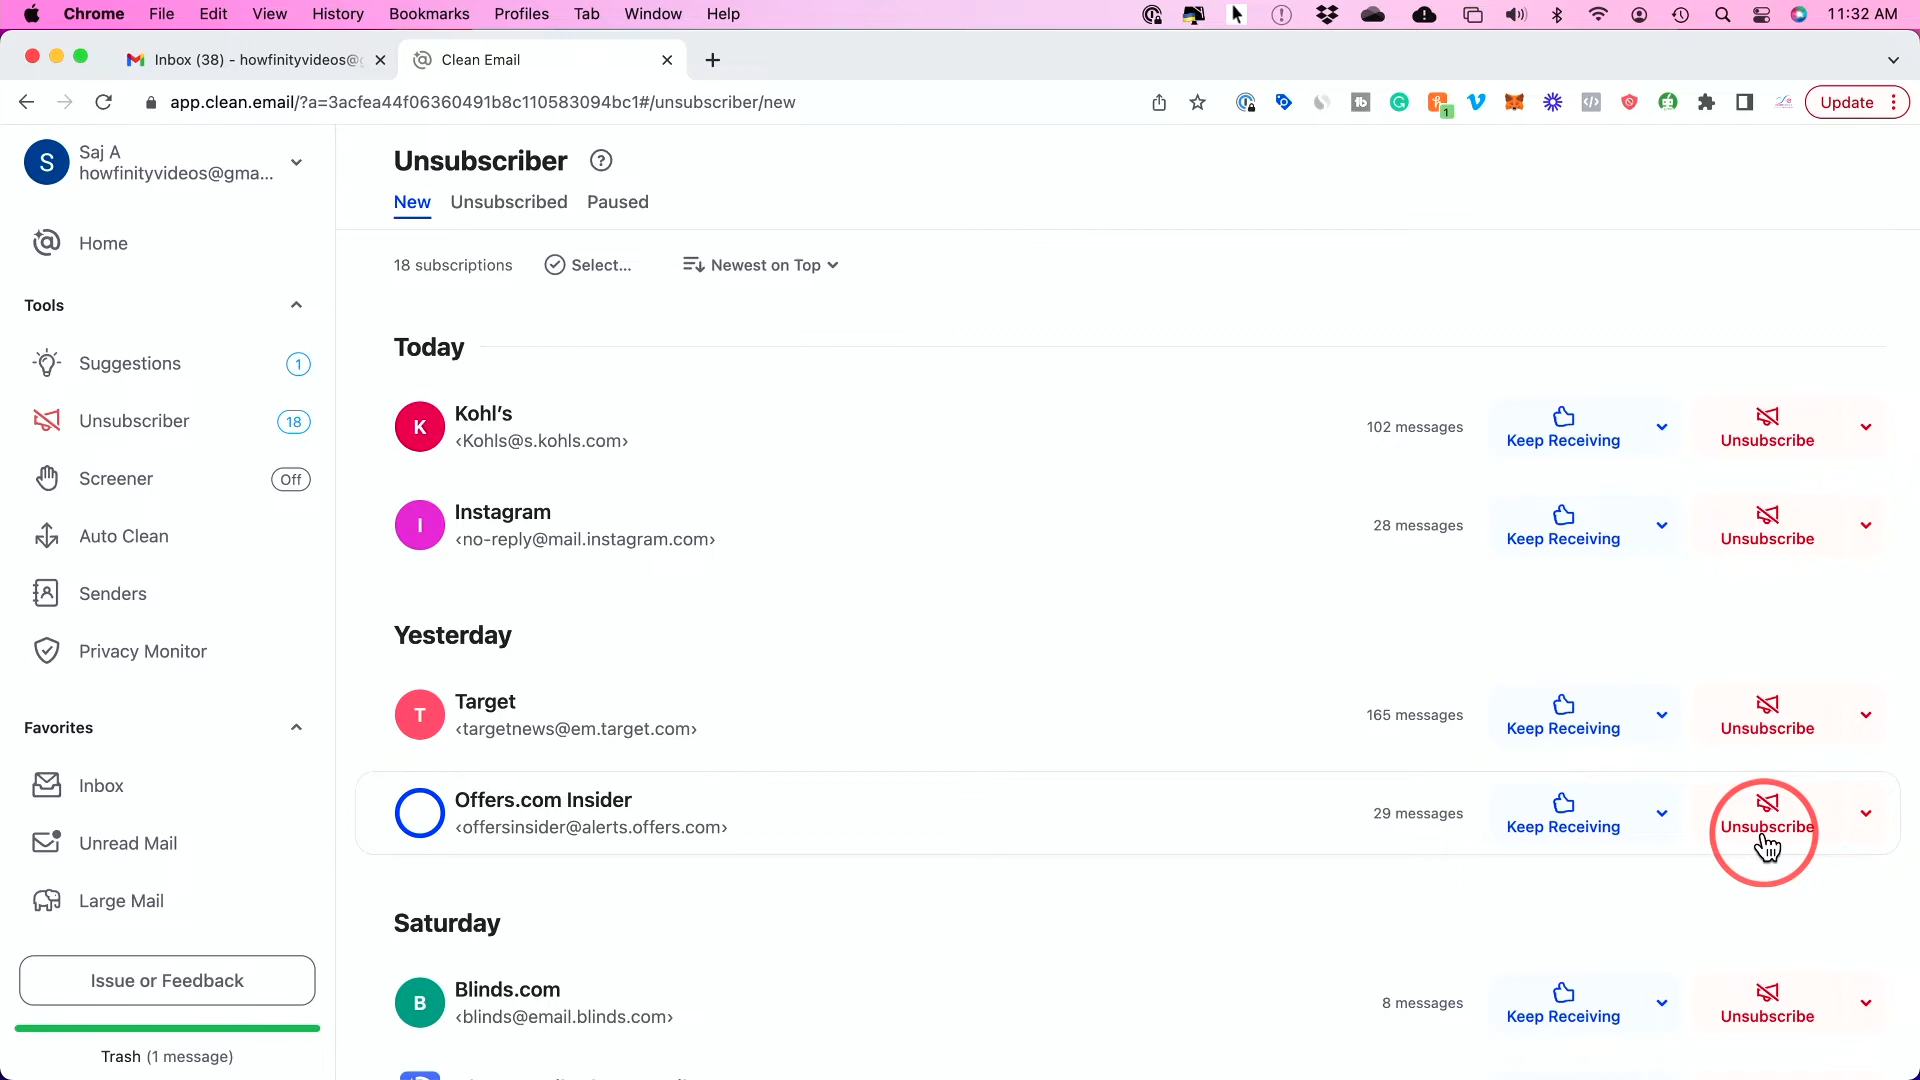 Chrome File Edit View History Bookmarks Profiles Tab Window Help 11:32 AM
Inbox (38) - howfinityvideos@ Clean Email
app.clean.email/?a=3acfea44f06360491b8c110583094bc1#/unsubscriber/new Update
S
Saj A
howfinityvideos@gma...
Home
Tools
Suggestions 1
Unsubscriber 18
Screener Off
Auto Clean
Senders
Privacy Monitor
Favorites
Inbox
Unread Mail
Large Mail
Issue or Feedback
Trash (1 message)
Unsubscriber ?
New Unsubscribed Paused
18 subscriptions Select... Newest on Top
Today
K
Kohl's
<Kohls@s.kohls.com>
102 messages
Keep Receiving
Unsubscribe
I
Instagram
<no-reply@mail.instagram.com>
28 messages
Keep Receiving
Unsubscribe
Yesterday
T
Target
<targetnews@em.target.com>
165 messages
Keep Receiving
Unsubscribe
Offers.com Insider
<offersinsider@alerts.offers.com>
29 messages
Keep Receiving
Unsubscribe
Saturday
B
Blinds.com
<blinds@email.blinds.com>
8 messages
Keep Receiving
Unsubscribe